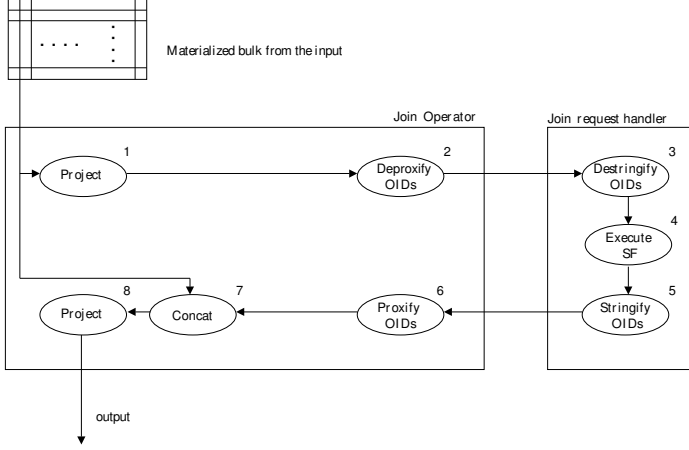 Materialized bulk from the input
Join Operator
Join request handler
1
Project
2
Deproxify
OIDs
3
Destringify
OIDs
4
Execute
SF
8
Project
7
Concat
6
Proxify
OIDs
5
Stringify
OIDs
output